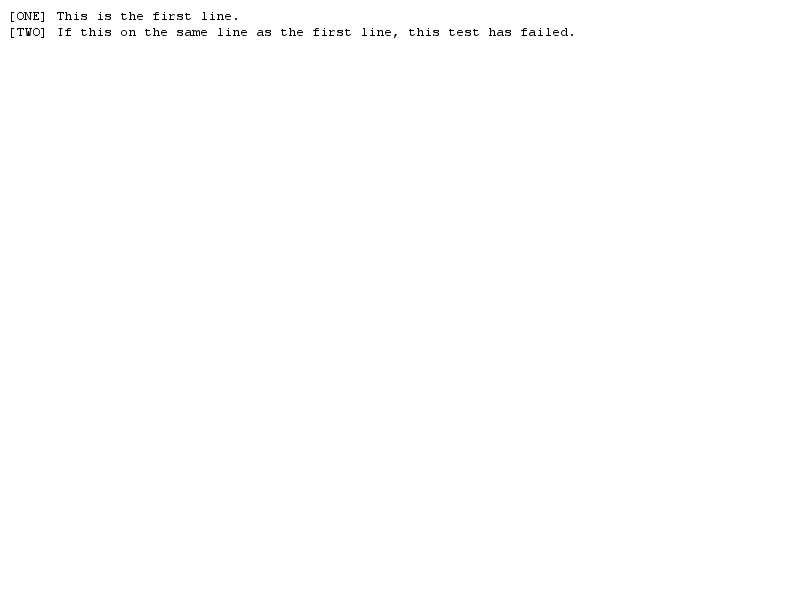 [ONE] This is the first line.
[TWO] If this on the same line as the first line, this test has failed.